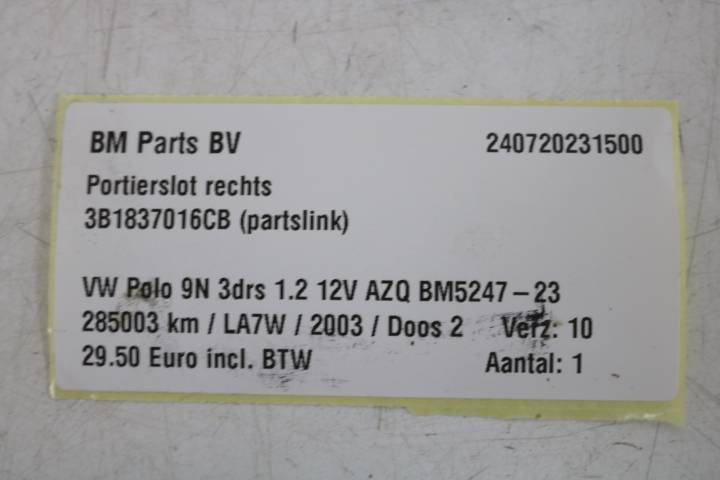 BM Parts BV 240720231500
Portierslot rechts
3B1837016CB (partslink)
VW Polo 9N 3drs 1.2 12V AZQ BM5247-23
285003 km / LA7W / 2003 / Doos 2 Verz: 10
29.50 Euro incl. BTW Aantal: 1